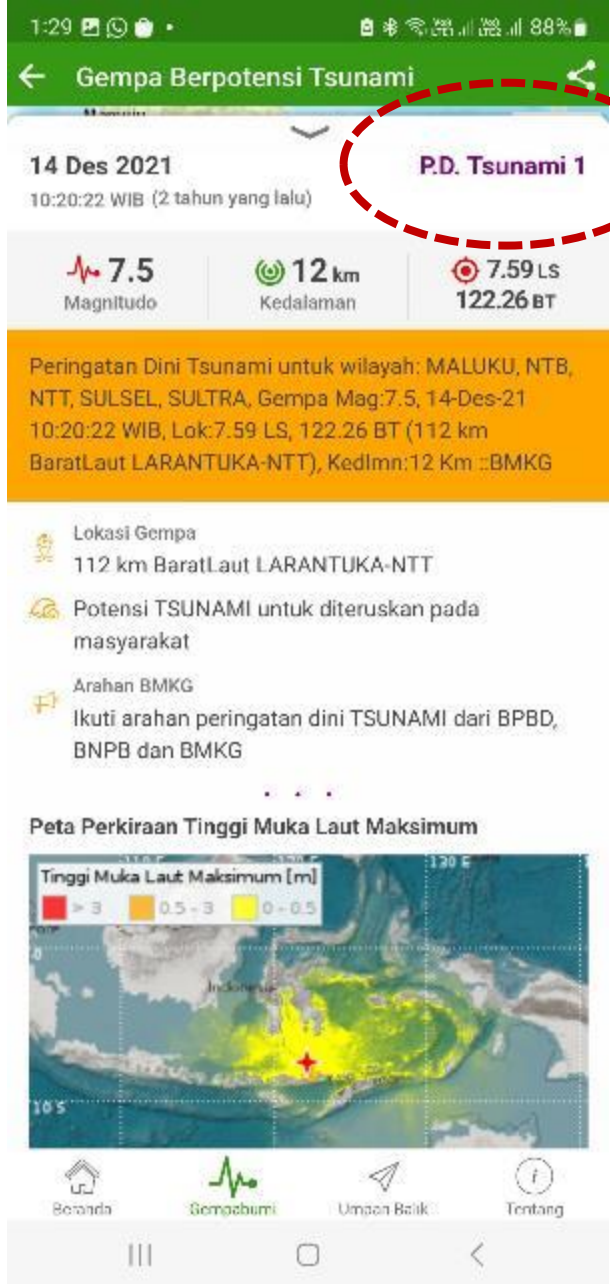 1:29
88%
Gempa Berpotensi Tsunami
14 Des 2021
P.D. Tsunami 1
10:20:22 WIB (2 tahun yang lalu)
7.5
Magnitudo
12 km
Kedalaman
7.59 LS
122.26 BT
Peringatan Dini Tsunami untuk wilayah: MALUKU, NTB,
NTT, SULSEL, SULTRA, Gempa Mag:7.5, 14-Des-21
10:20:22 WIB, Lok:7.59 LS, 122.26 BT (112 km
BaratLaut LARANTUKA-NTT), Kedlmn:12 Km ::BMKG
Lokasi Gempa
112 km BaratLaut LARANTUKA-NTT
Potensi TSUNAMI untuk diteruskan pada
masyarakat
Arahan BMKG
Ikuti arahan peringatan dini TSUNAMI dari BPBD,
BNPB dan BMKG
. . .
Peta Perkiraan Tinggi Muka Laut Maksimum
130 E
Tinggi Muka Laut Maksimum [m]
> 3 0.5 - 3 0 - 0.5
0
Indonesia
10 S
Beranda Gempabumi Umpan Balik Tentang